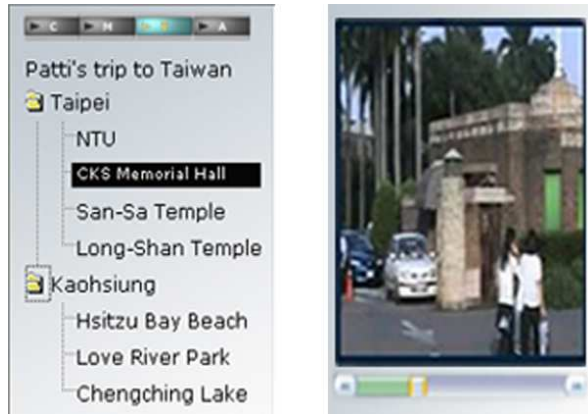 C M S A
Patti's trip to Taiwan
Taipei
NTU
CKS Memorial Hall
San-Sa Temple
Long-Shan Temple
Kaohsiung
Hsitzu Bay Beach
Love River Park
Chengching Lake